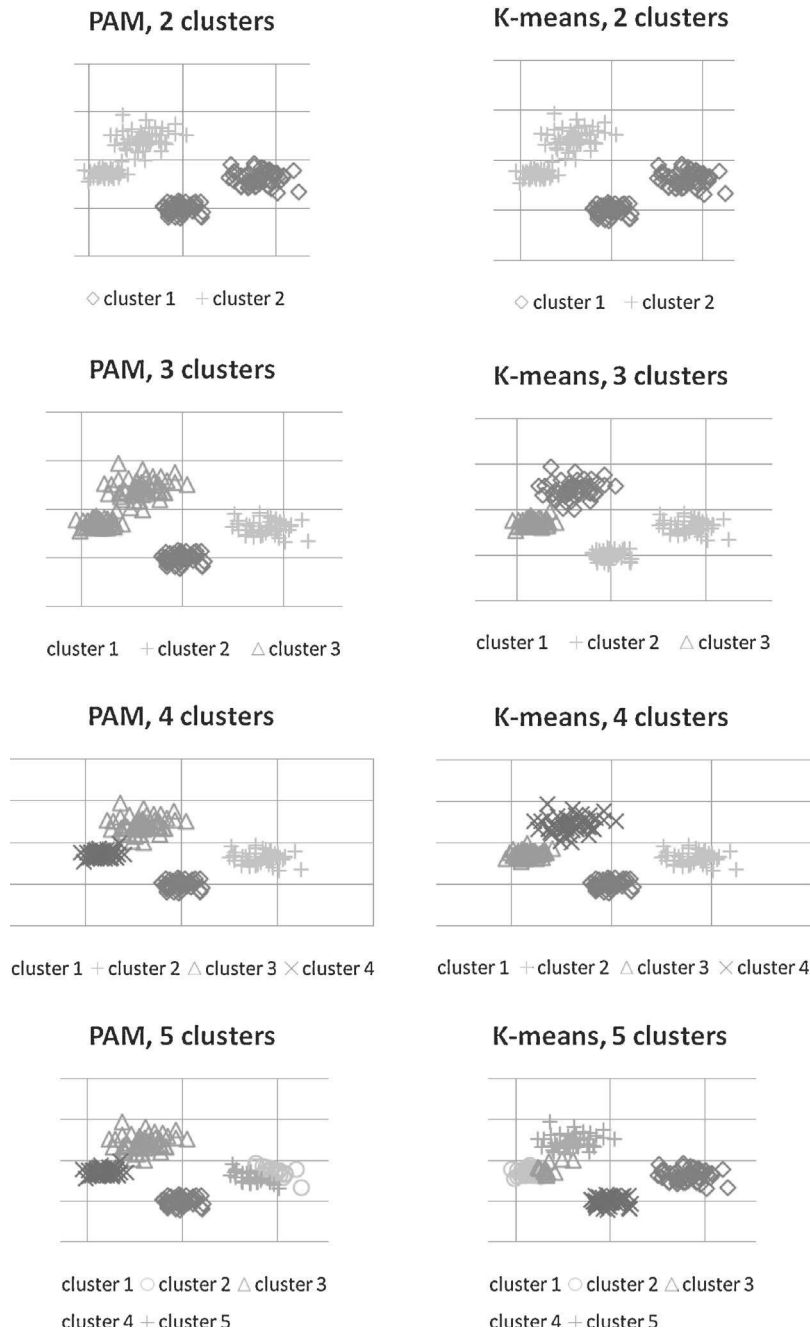 PAM, 2 clusters
K-means, 2 clusters
cluster 1 cluster 2
cluster 1 cluster 2
PAM, 3 clusters
K-means, 3 clusters
cluster 1 cluster 2 cluster 3
cluster 1 cluster 2 cluster 3
PAM, 4 clusters
K-means, 4 clusters
cluster 1 cluster 2 cluster 3 cluster 4
cluster 1 cluster 2 cluster 3 cluster 4
PAM, 5 clusters
K-means, 5 clusters
cluster 1 cluster 2 cluster 3
cluster 4 cluster 5
cluster 1 cluster 2 cluster 3
cluster 4 cluster 5